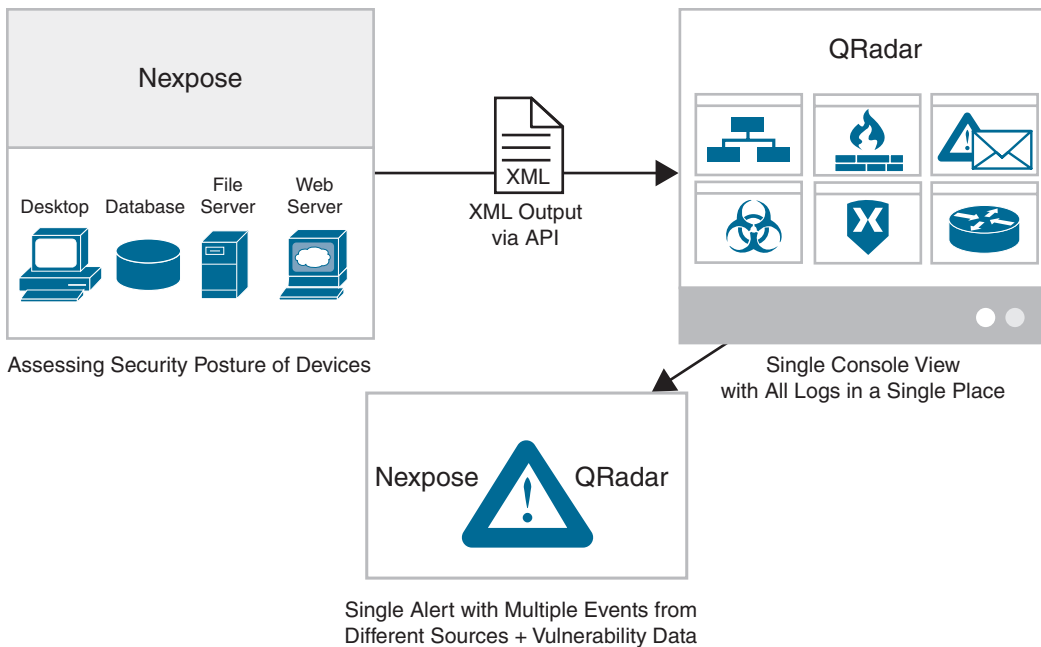 Nexpose
Desktop
Database
File
Server
Web
Server
Assessing Security Posture of Devices
XML
XML Output
via API
QRadar
X
Single Console View
with All Logs in a Single Place
Nexpose
!
QRadar
Single Alert with Multiple Events from
Different Sources + Vulnerability Data